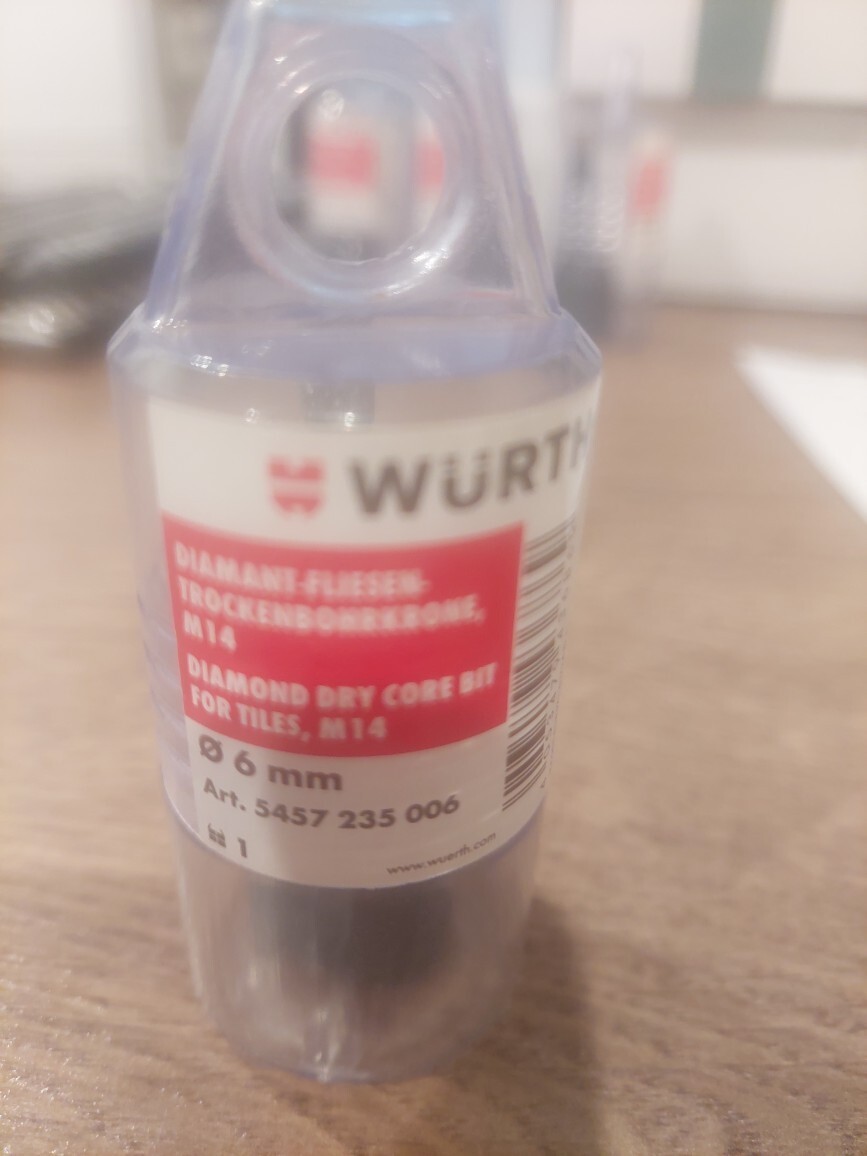 WÜRTH
DIAMANT-FLIESEN-
TROCKENBOHRKRONE,
M14
DIAMOND DRY CORE BIT
FOR TILES, M14
Ø 6 mm
Art. 5457 235 006
1
www.wuerth.com